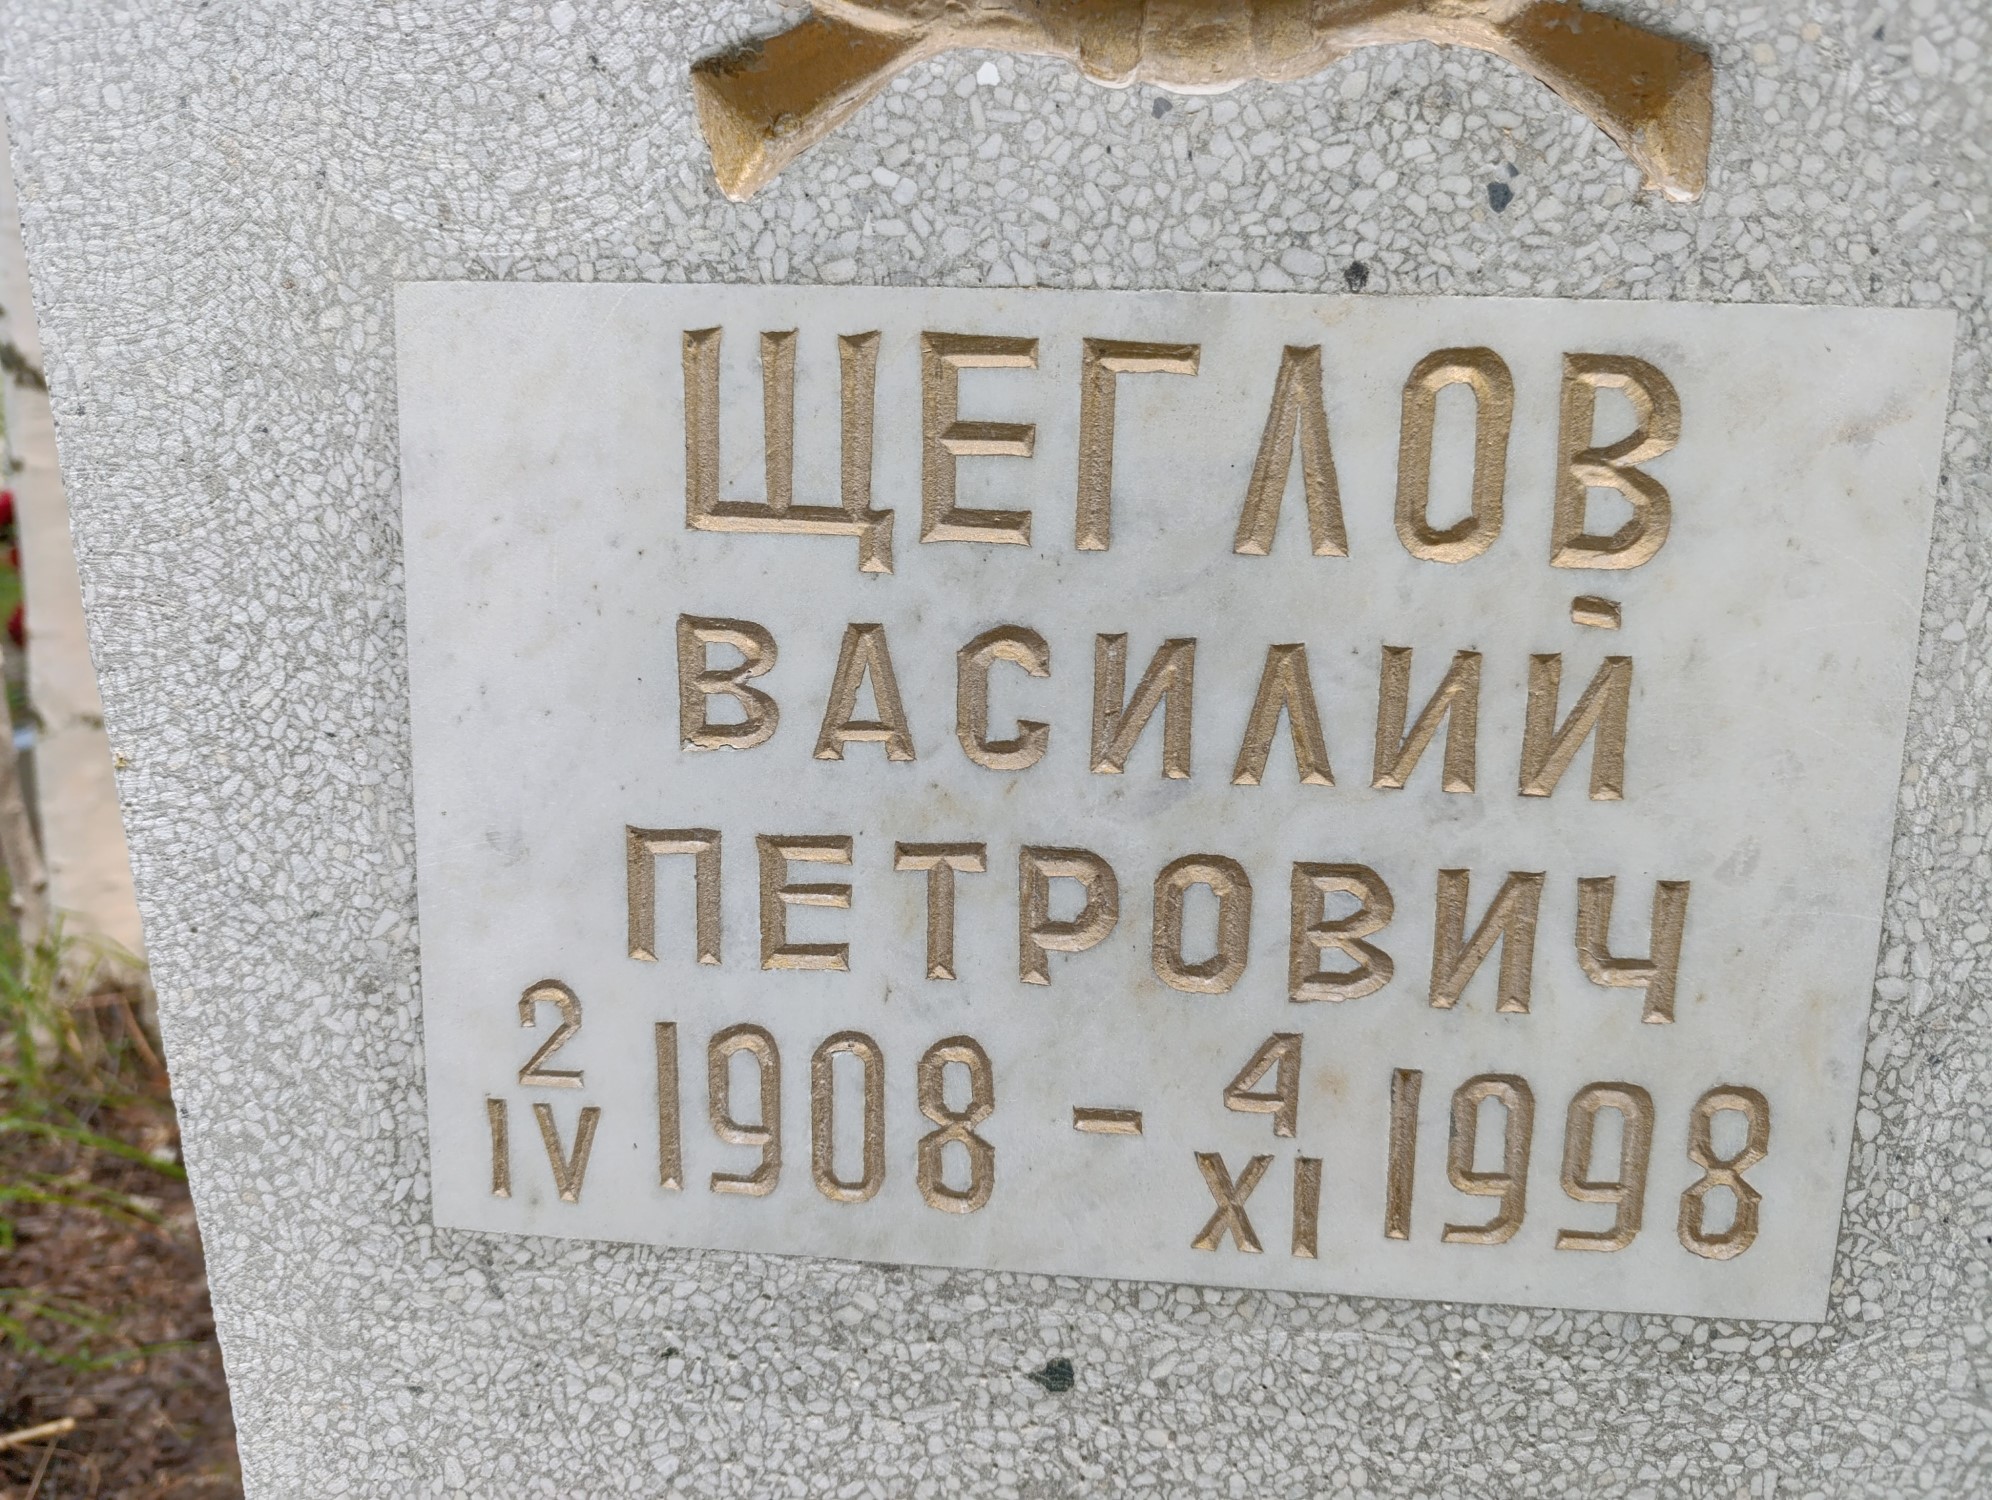 ЩЕГЛОВ
ВАСИЛИЙ
ПЕТРОВИЧ
2/IV 1908 - 4/XI 1998